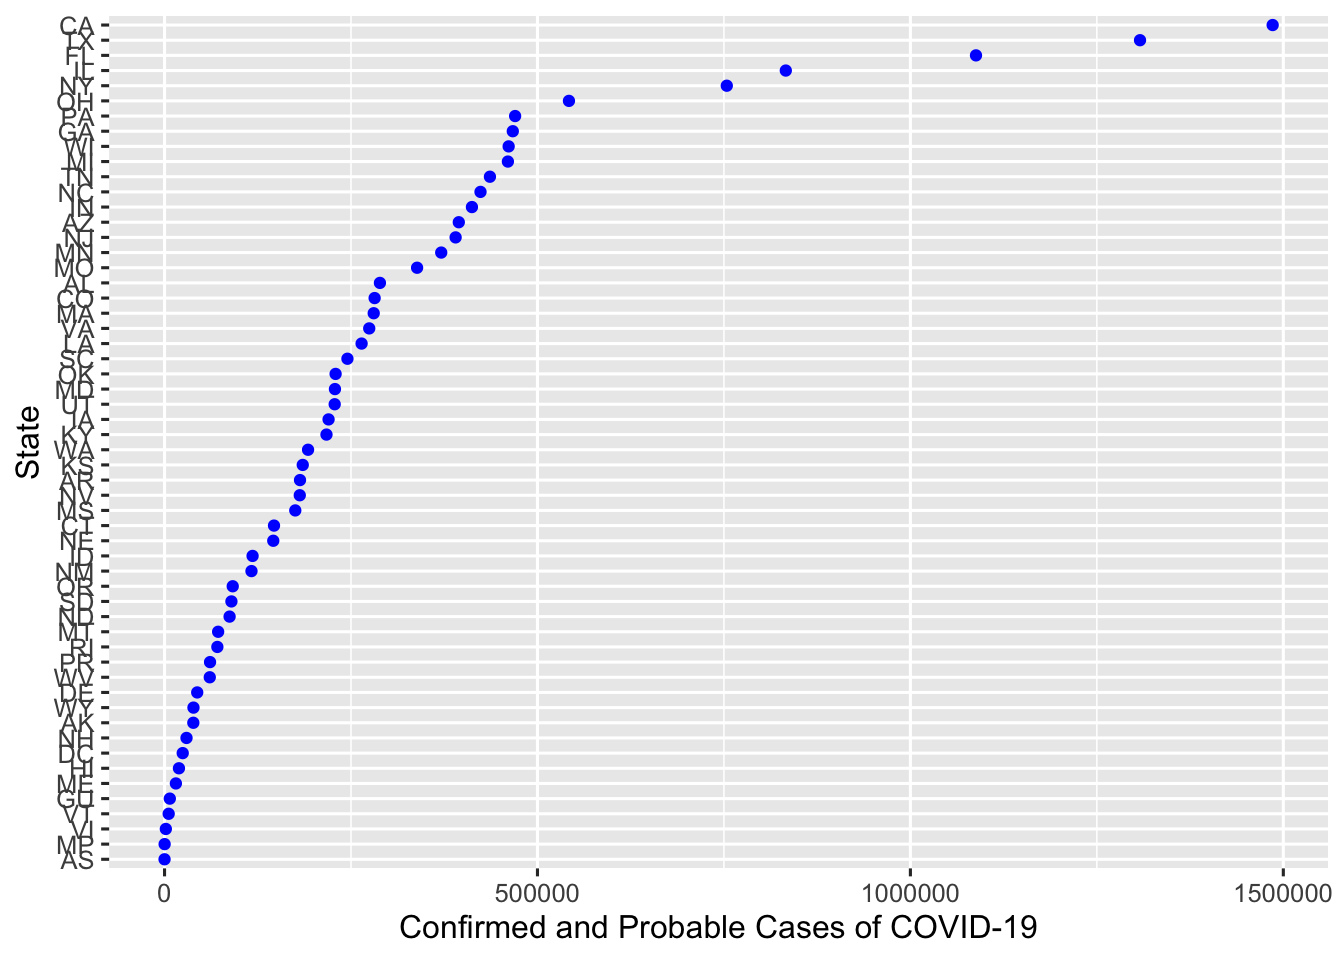 CA
TX
FL
IL
NY
OH
PA
GA
WI
MI
TN
NC
IN
AZ
NJ
MN
MO
AL
CO
MA
VA
LA
SC
OK
MD
UT
IA
KY
WA
KS
AR
NV
MS
CT
NE
ID
NM
OR
SD
ND
MT
RI
PR
WV
DE
WY
AK
NH
DC
HI
ME
GU
VT
VI
MP
AS
State
0 500000 1000000 1500000
Confirmed and Probable Cases of COVID-19